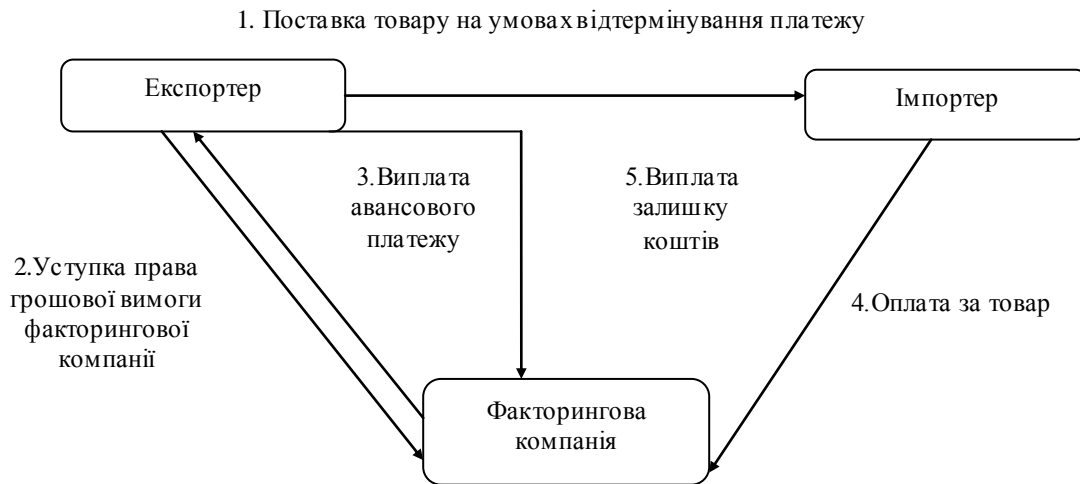 1. Поставка товару на умовах відтермінування платежу
Експортер
Імпортер
3.Виплата
авансового
платежу
5.Виплата
залишку
коштів
2.Уступка права
грошової вимоги
факторингової
компанії
4.Оплата за товар
Факторингова
компанія